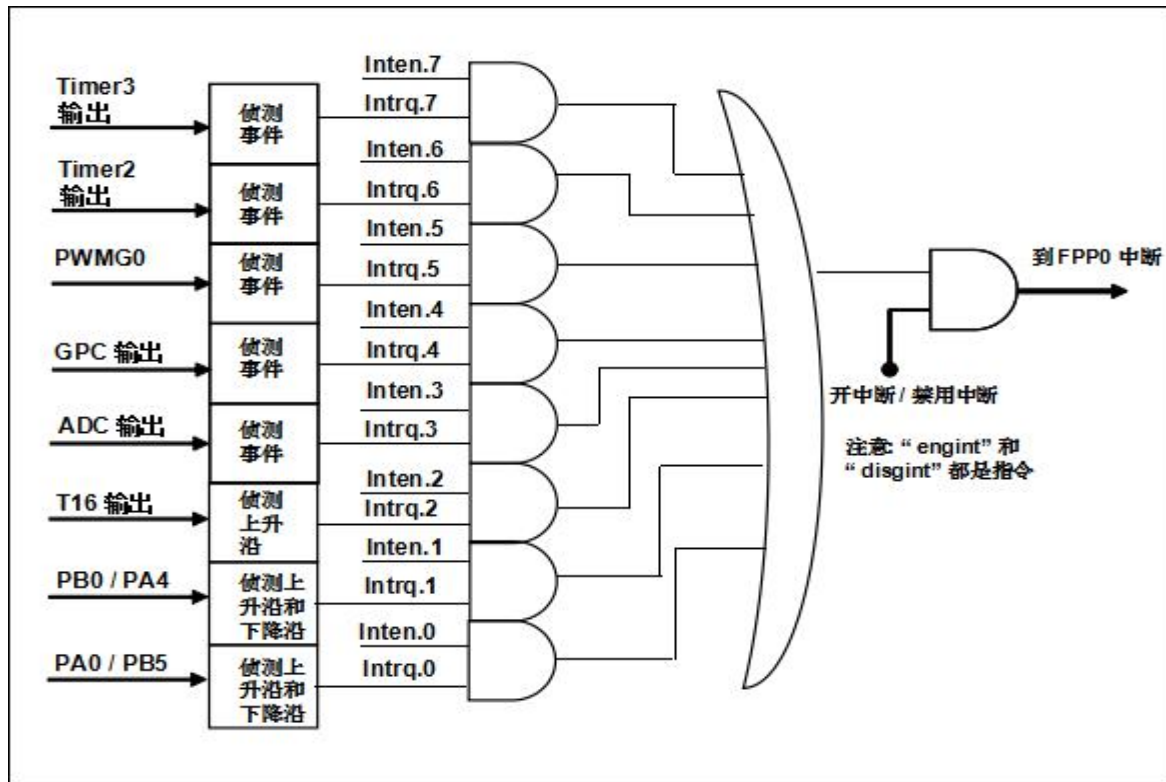 Timer3
输出
侦测
事件
Inten.7
Intrq.7
Timer2
输出
侦测
事件
Inten.6
Intrq.6
PWMG0
侦测
事件
Inten.5
Intrq.5
GPC 输出
侦测
事件
Inten.4
Intrq.4
ADC 输出
侦测
事件
Inten.3
Intrq.3
T16 输出
侦测
上升
沿
Inten.2
Intrq.2
PB0 / PA4
侦测上
升沿和
下降沿
Inten.1
Intrq.1
PA0 / PB5
侦测上
升沿和
下降沿
Inten.0
Intrq.0
到 FPP0 中断
开中断 / 禁用中断
注意: “ engint” 和
“ disgint” 都是指令